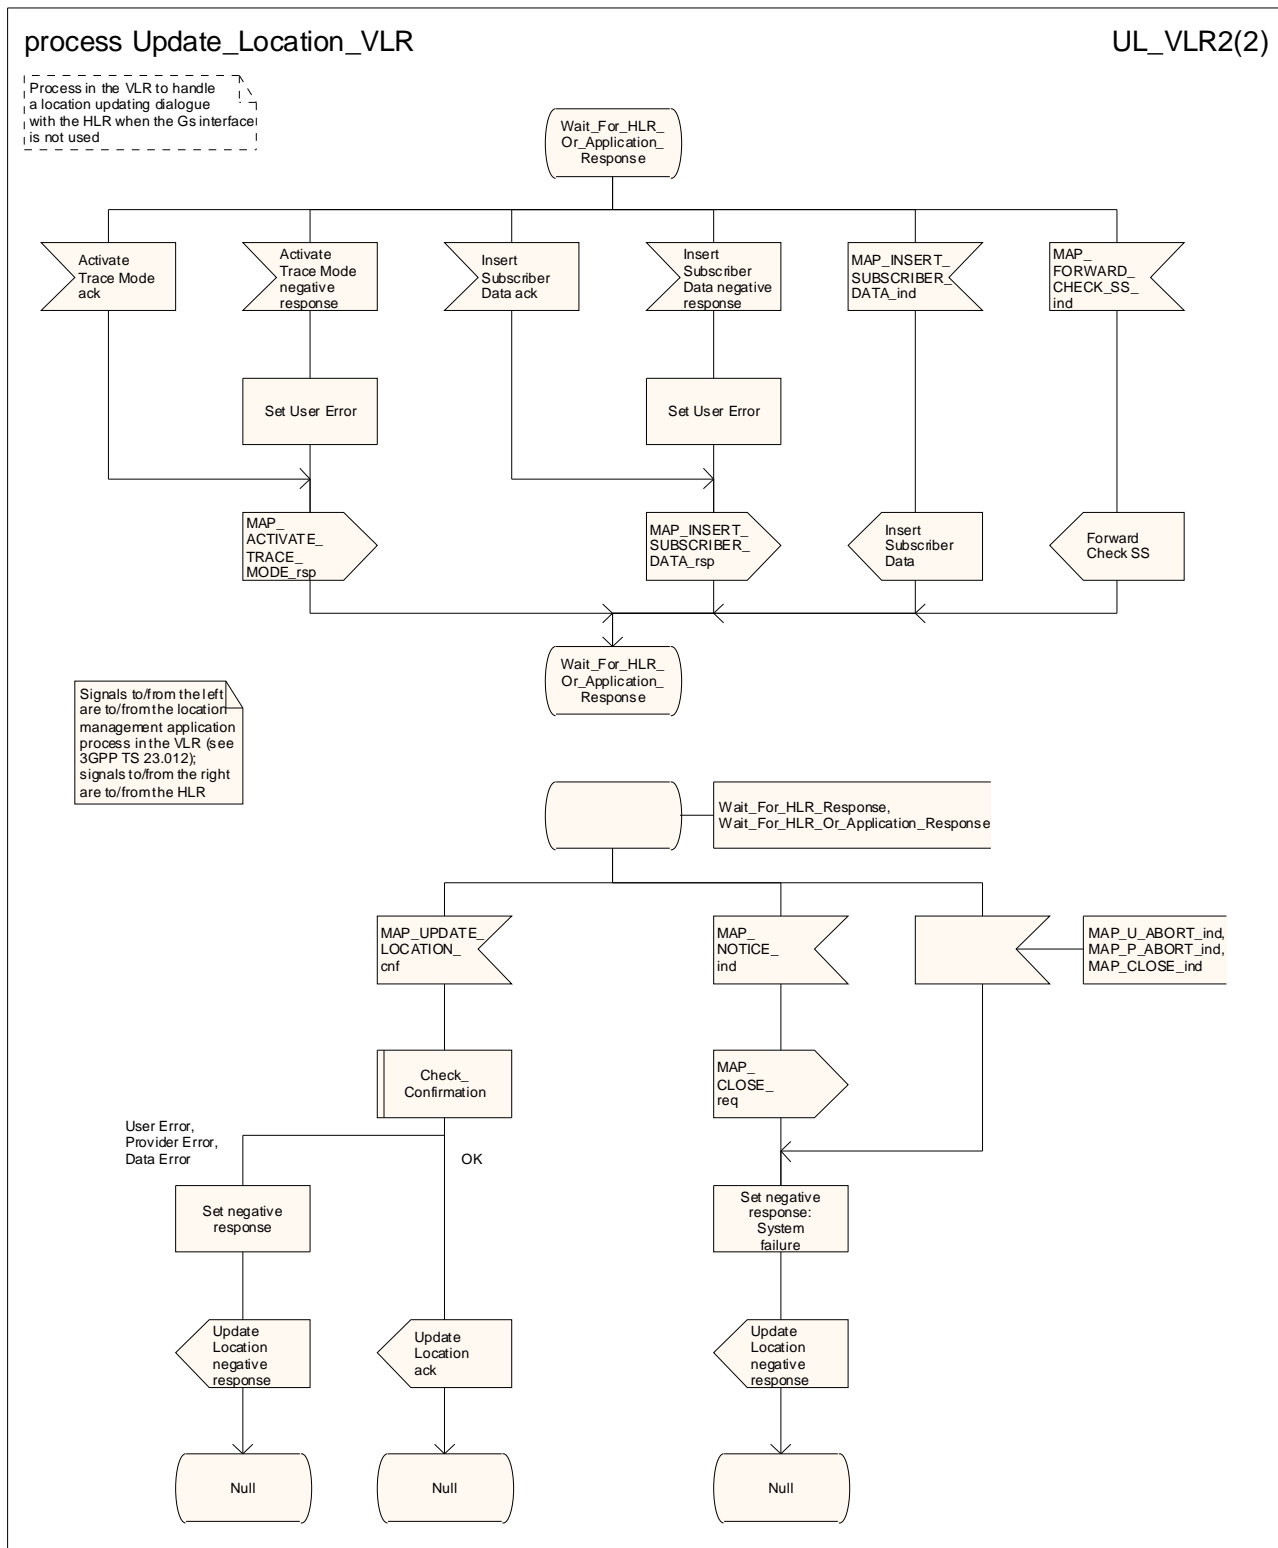 process Update_Location_VLR
UL_VLR2(2)
Process in the VLR to handle
a location updating dialogue
with the HLR when the Gs interface
is not used
Wait_For_HLR_
Or_Application_
Response
Activate
Trace Mode
ack
Activate
Trace Mode
negative
response
Insert
Subscriber
Data ack
Insert
Subscriber
Data negative
response
MAP_INSERT_
SUBSCRIBER_
DATA_ind
MAP_
FORWARD_
CHECK_SS_
ind
Set User Error
Set User Error
MAP_
ACTIVATE_
TRACE_
MODE_rsp
MAP_INSERT_
SUBSCRIBER_
DATA_rsp
Insert
Subscriber
Data
Forward
Check SS
Wait_For_HLR_
Or_Application_
Response
Signals to/from the left
are to/from the location
management application
process in the VLR (see
3GPP TS 23.012);
signals to/from the right
are to/from the HLR
Wait_For_HLR_Response,
Wait_For_HLR_Or_Application_Response
MAP_UPDATE_
LOCATION_
cnf
MAP_
NOTICE_
ind
MAP_U_ABORT_ind,
MAP_P_ABORT_ind,
MAP_CLOSE_ind
Check_
Confirmation
MAP_
CLOSE_
req
User Error,
Provider Error,
Data Error
OK
Set negative
response
Set negative
response:
System
failure
Update
Location
negative
response
Update
Location
ack
Update
Location
negative
response
Null
Null
Null